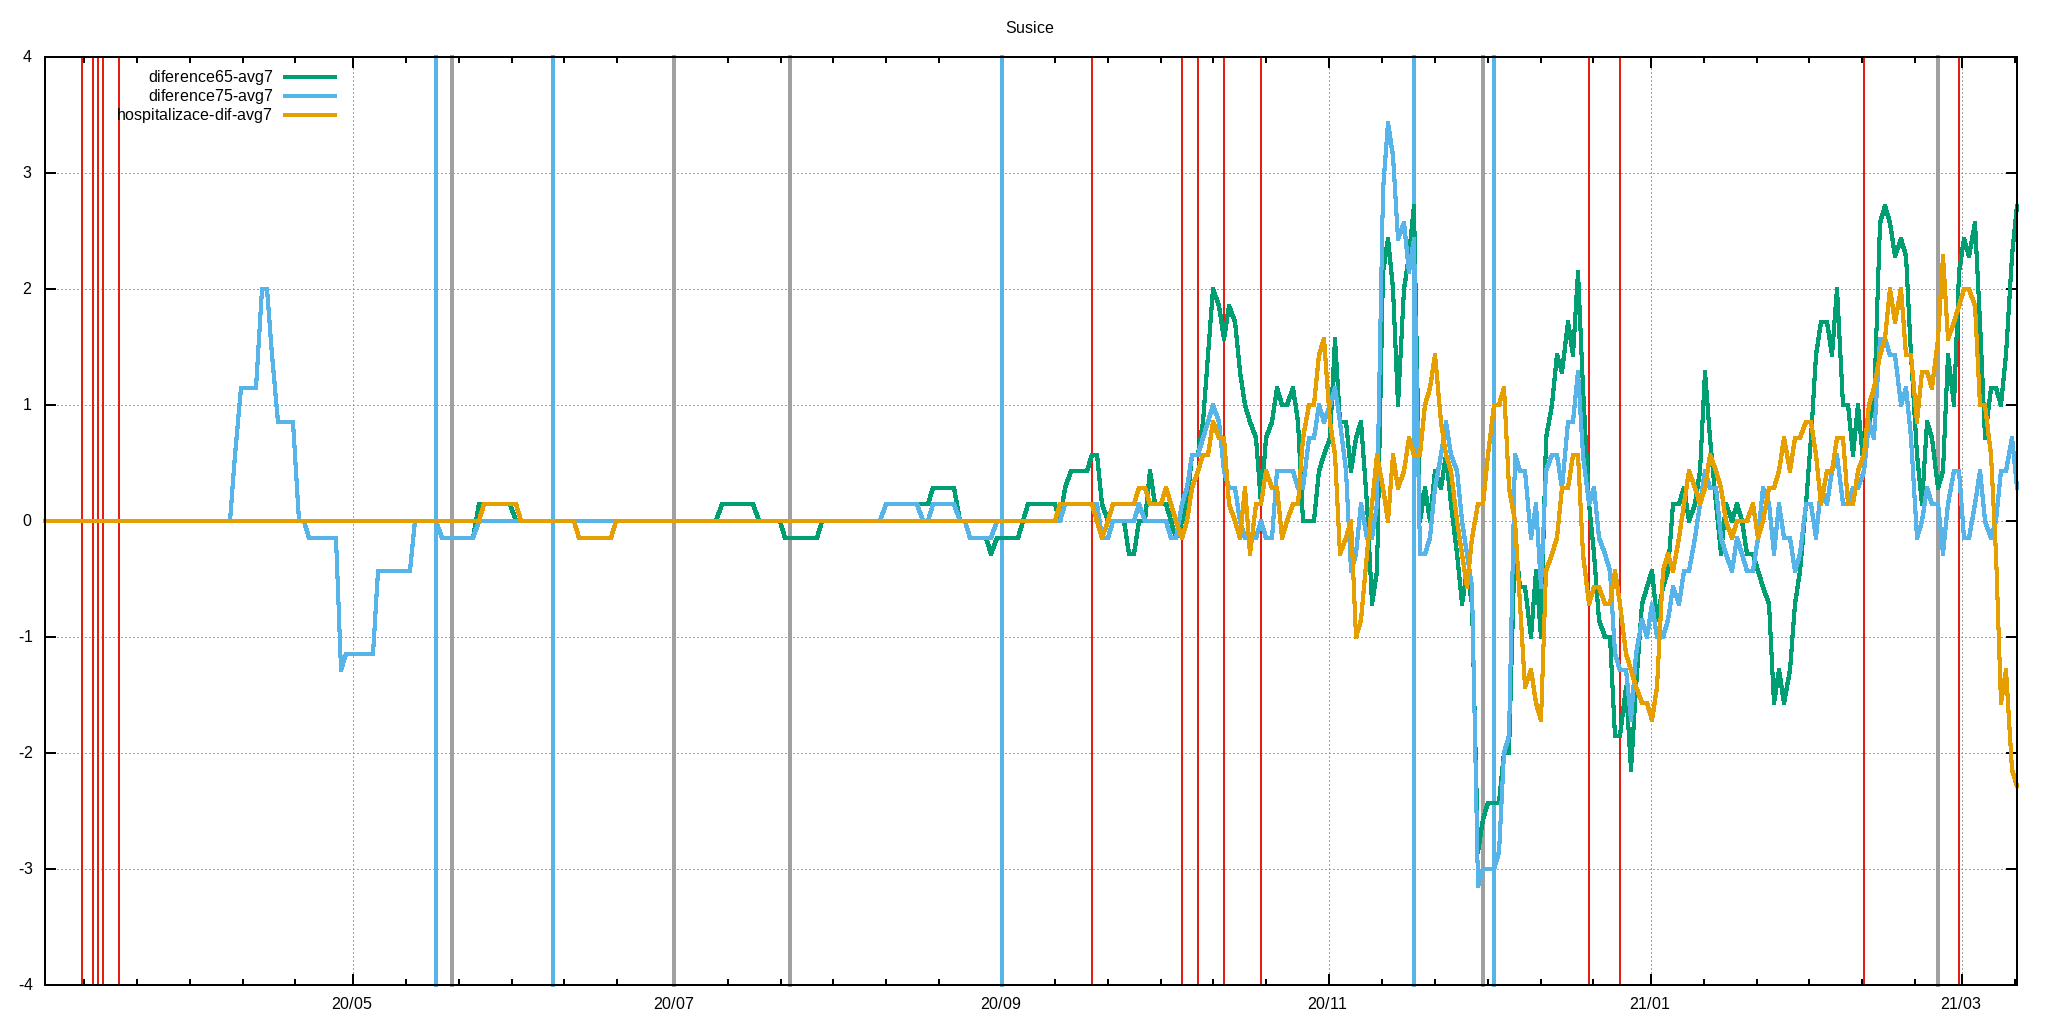 Susice
diference65-avg7
diference75-avg7
hospitalizace-dif-avg7
4
3
2
1
0
-1
-2
-3
-4
20/05 20/07 20/09 20/11 21/01 21/03